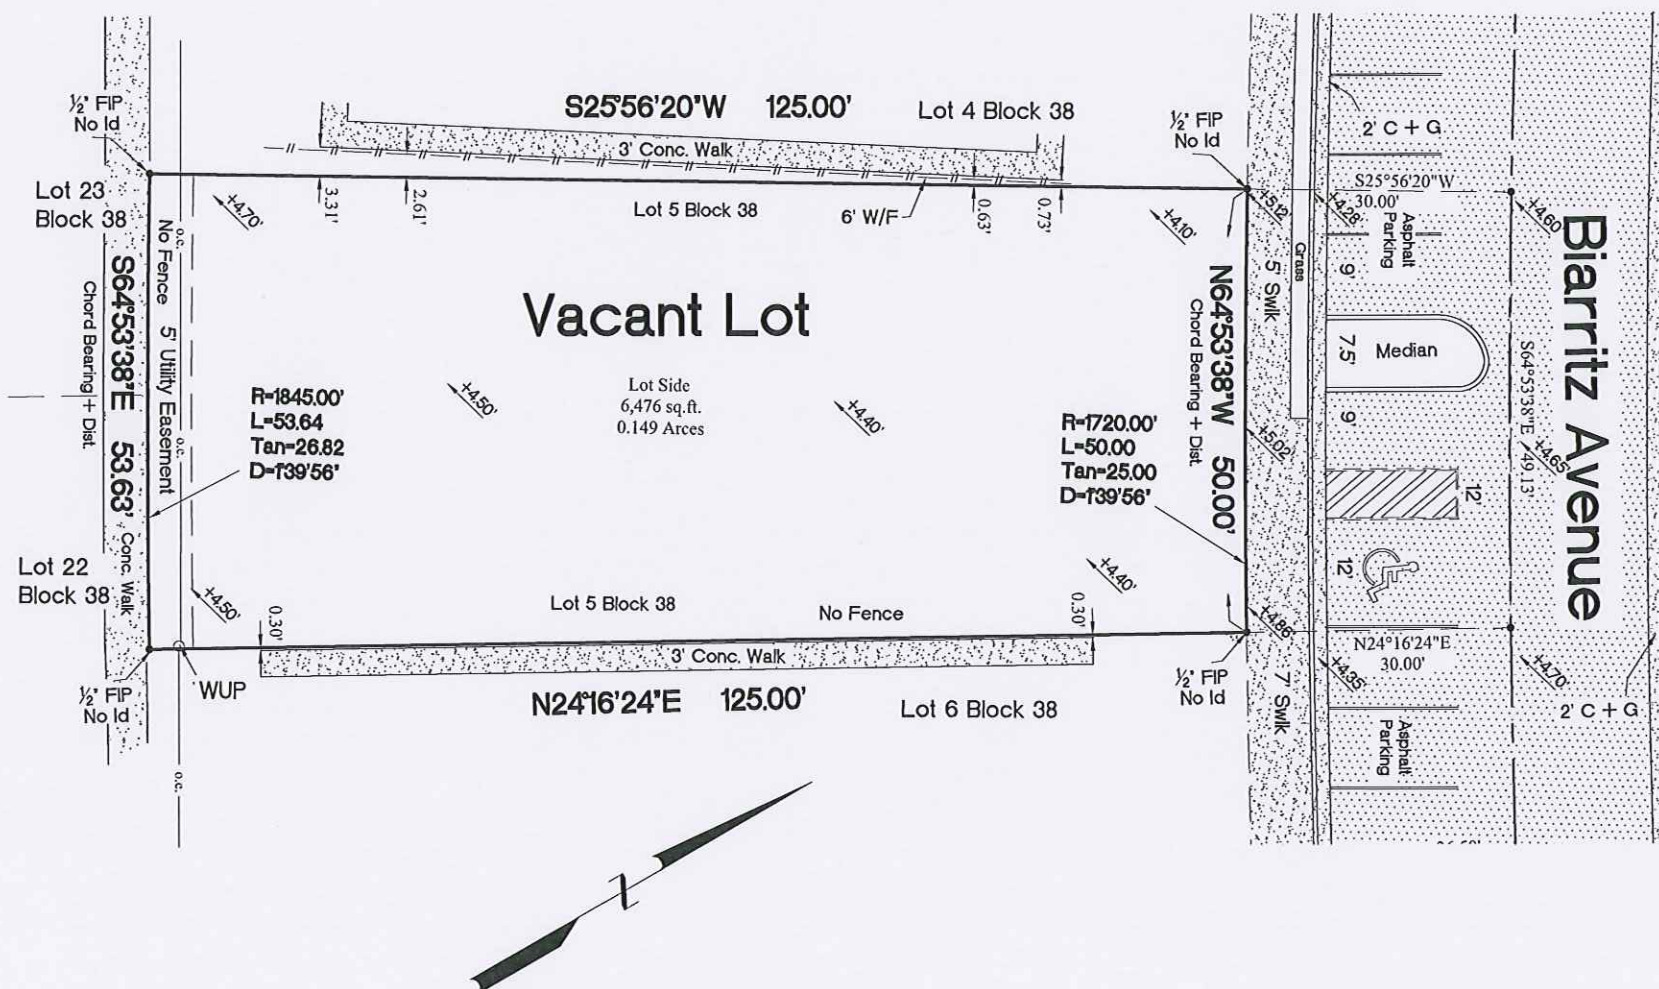 ½" FIP
No Id
S25°56'20"W 125.00'
Lot 4 Block 38
½" FIP
No Id
2' C + G
3' Conc. Walk
S25°56'20"W
30.00'
Lot 23
Block 38
+4.70'
3.31'
2.61'
Lot 5 Block 38
6' W/F
0.63'
0.73'
+4.10'
+5.12'
+4.28'
+4.60'
Asphalt
Parking
Grass
5' Swlk
9'
No Fence 5' Utility Easement
o.c.
o.c.
S64°53'38"E 53.63'
Chord Bearing + Dist.
Conc. Walk
Vacant Lot
N64°53'38"W 50.00'
Chord Bearing + Dist.
7.5'
Median
S64°53'38"E 49.13'
Biarritz Avenue
Lot Side
6,476 sq.ft.
0.149 Arces
+4.50'
+4.40'
R=1845.00'
L=53.64
Tan=26.82
D=1°39'56"
R=1720.00'
L=50.00
Tan=25.00
D=1°39'56"
9'
+5.02'
+4.65'
12'
12'
Lot 22
Block 38
+4.50'
0.30'
Lot 5 Block 38
No Fence
0.30'
+4.40'
+4.86'
3' Conc. Walk
N24°16'24"E
30.00'
½" FIP
No Id
WUP
N24°16'24"E 125.00'
Lot 6 Block 38
½" FIP
No Id
7' Swlk
+4.35'
+4.70'
2' C + G
Asphalt
Parking
o.c.